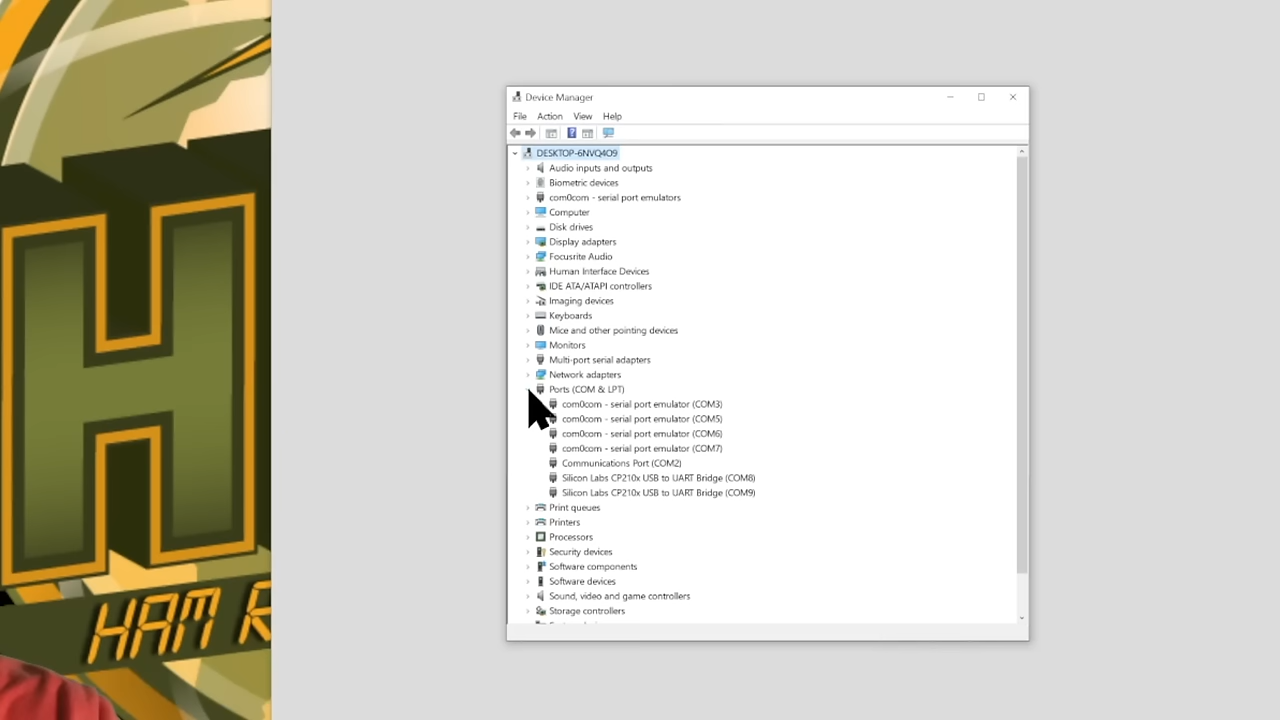 H
HAM R
Device Manager
File Action View Help
DESKTOP-6NVQ4O9
Audio inputs and outputs
Biometric devices
com0com - serial port emulators
Computer
Disk drives
Display adapters
Focusrite Audio
Human Interface Devices
IDE ATA/ATAPI controllers
Imaging devices
Keyboards
Mice and other pointing devices
Monitors
Multi-port serial adapters
Network adapters
Ports (COM & LPT)
com0com - serial port emulator (COM3)
com0com - serial port emulator (COM5)
com0com - serial port emulator (COM6)
com0com - serial port emulator (COM7)
Communications Port (COM2)
Silicon Labs CP210x USB to UART Bridge (COM8)
Silicon Labs CP210x USB to UART Bridge (COM9)
Print queues
Printers
Processors
Security devices
Software components
Software devices
Sound, video and game controllers
Storage controllers